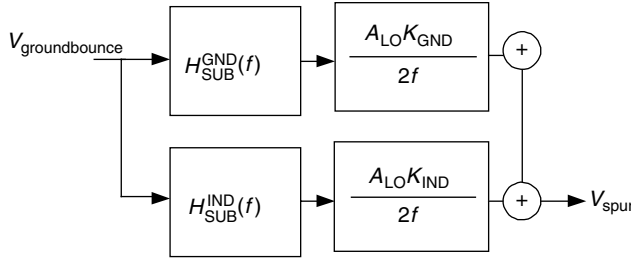 V_groundbounce
H_SUB^GND(f)
A_LO K_GND
2f
+
H_SUB^IND(f)
A_LO K_IND
2f
+
V_spur